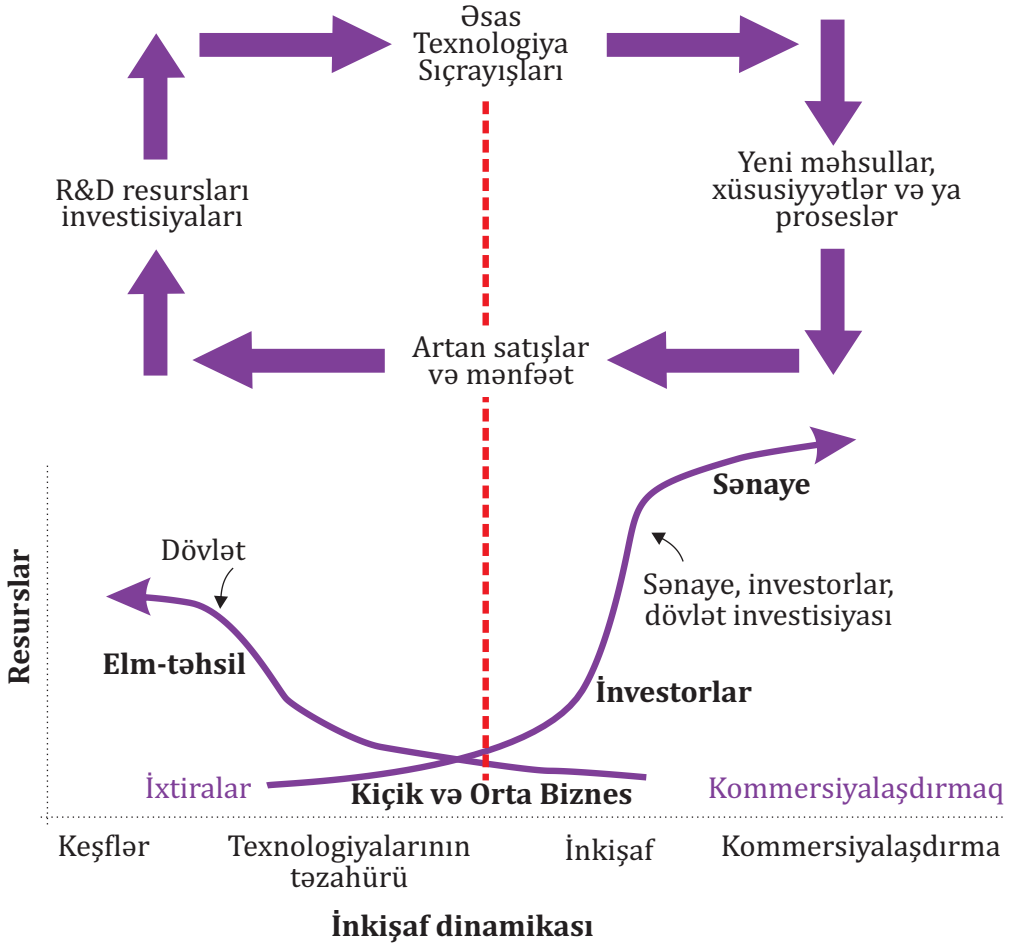 Əsas
Texnologiya
Sıçrayışları
R&D resursları
investisiyaları
Yeni məhsullar,
xüsusiyyətlər və ya
proseslər
Artan satışlar
və mənfəət
Sənaye
Dövlət
Sənaye, investorlar,
dövlət investisiyası
Resurslar
Elm-təhsil
İnvestorlar
İxtiralar
Kiçik və Orta Biznes
Kommersiyalaşdırmaq
Keşflər
Texnologiyalarının
təzahürü
İnkişaf
Kommersiyalaşdırma
İnkişaf dinamikası